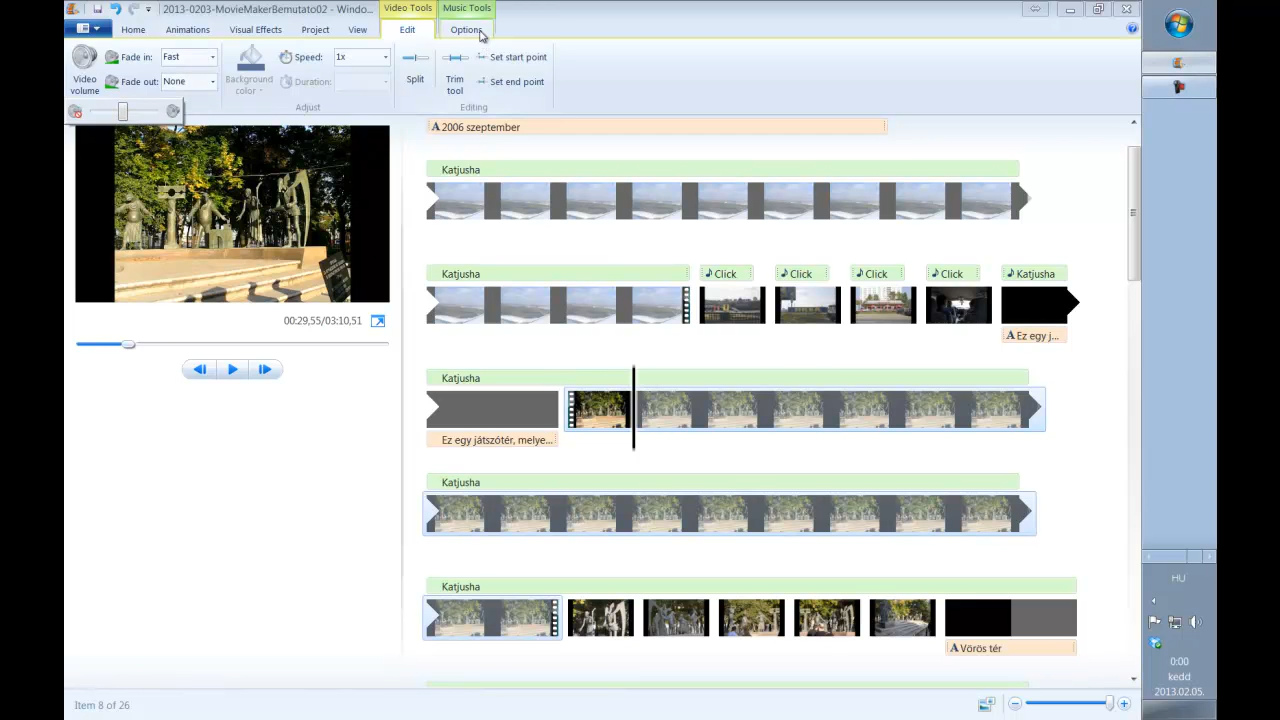 2013-0203-MovieMakerBemutato02 - Windo...
Video Tools
Music Tools
Home
Animations
Visual Effects
Project
View
Edit
Options
Video volume
Fade in: Fast
Fade out: None
Background color
Speed: 1x
Duration:
Adjust
Split
Trim tool
Set start point
Set end point
Editing
2006 szeptember
Katjusha
Katjusha
Click
Click
Click
Click
Katjusha
Ez egy j...
00:29,55/03:10,51
Katjusha
Ez egy játszótér, melye...
Katjusha
Katjusha
Vörös tér
Item 8 of 26
HU
0:00
kedd
2013.02.05.